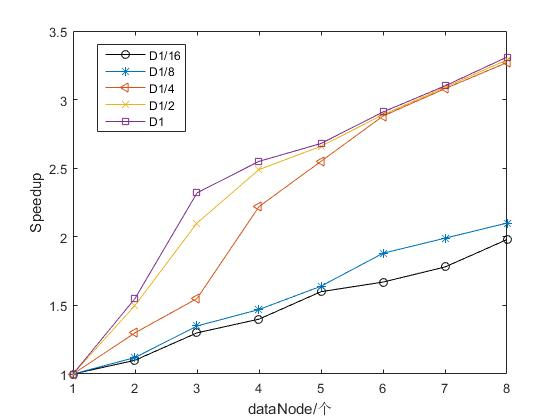 3.5
3
2.5
2
1.5
1
Speedup
D1/16
D1/8
D1/4
D1/2
D1
1 2 3 4 5 6 7 8
dataNode/个